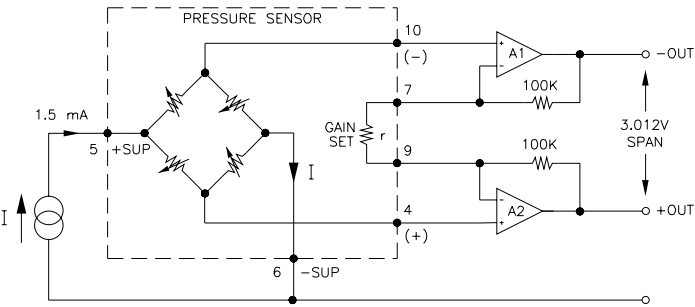 PRESSURE SENSOR
10
(-)
+
A1
-
-OUT
1.5 mA
7
100K
GAIN
SET
r
3.012V
SPAN
5
+SUP
I
9
100K
I
-
A2
+
+OUT
4
(+)
6
-SUP